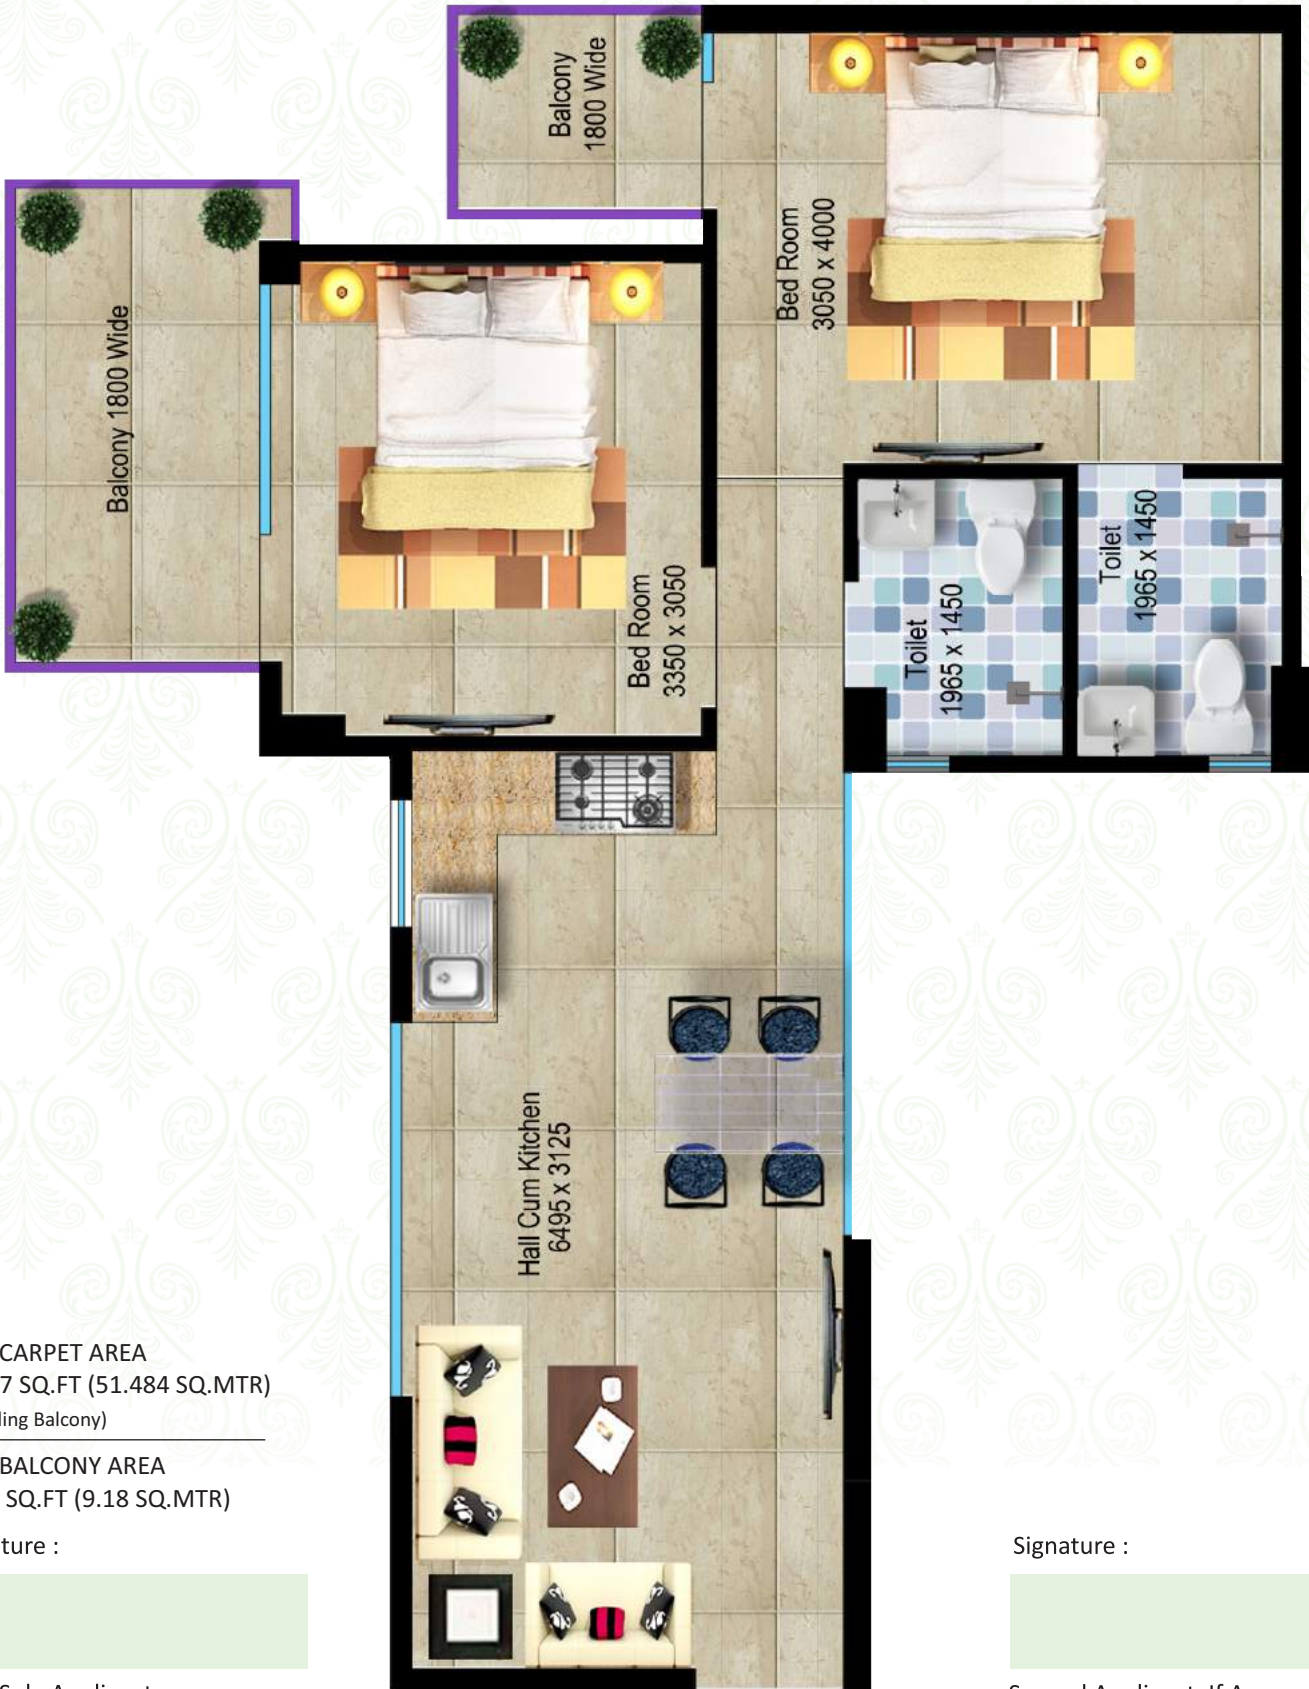 Balcony
1800 Wide
Bed Room
3050 x 4000
Balcony 1800 Wide
Bed Room
3350 x 3050
Toilet
1965 x 1450
Toilet
1965 x 1450
Hall Cum Kitchen
6495 x 3125
CARPET AREA
7 SQ.FT (51.484 SQ.MTR)
ling Balcony)
BALCONY AREA
SQ.FT (9.18 SQ.MTR)
ture :
Signature :